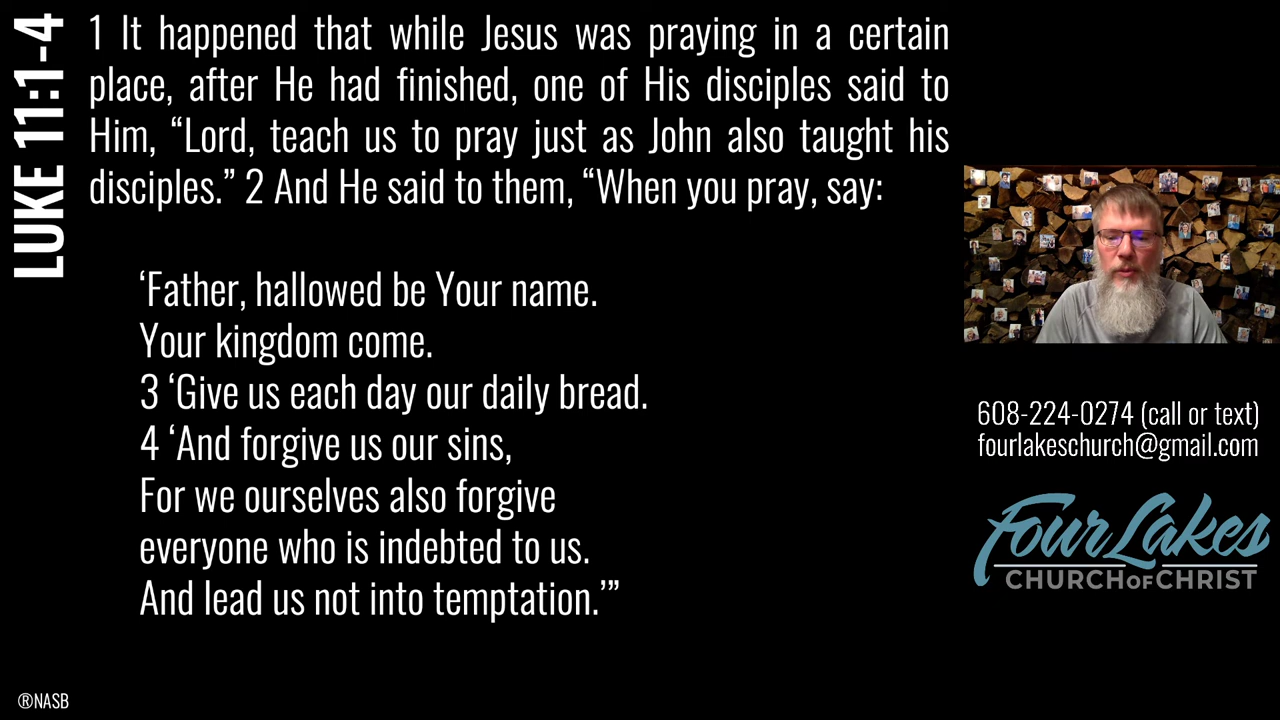 LUKE 11:1-4
1 It happened that while Jesus was praying in a certain
place, after He had finished, one of His disciples said to
Him, “Lord, teach us to pray just as John also taught his
disciples.” 2 And He said to them, “When you pray, say:
‘Father, hallowed be Your name.
Your kingdom come.
3 ‘Give us each day our daily bread.
4 ‘And forgive us our sins,
For we ourselves also forgive
everyone who is indebted to us.
And lead us not into temptation.’”
®NASB
608-224-0274 (call or text)
fourlakeschurch@gmail.com
Four Lakes
CHURCH OF CHRIST